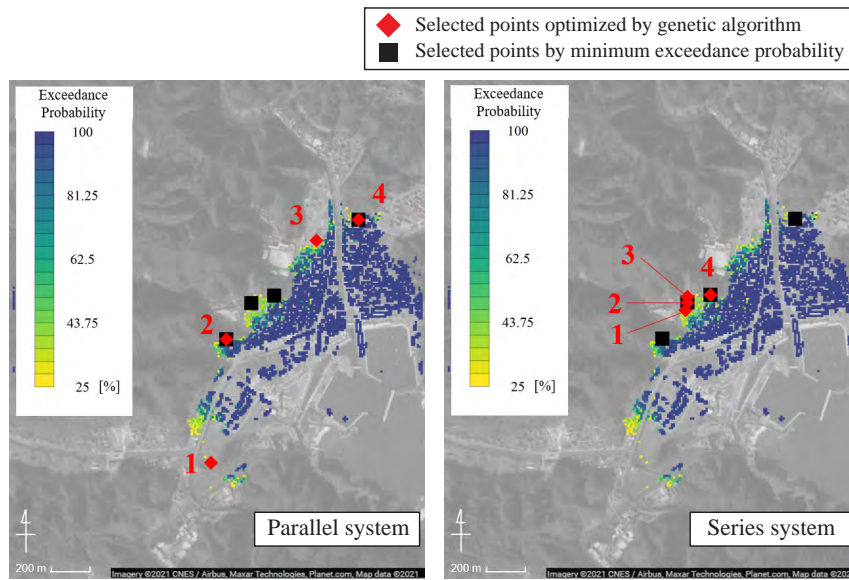 Selected points optimized by genetic algorithm
Selected points by minimum exceedance probability
Exceedance
Probability
100
81.25
62.5
43.75
25 [%]
4
3
2
1
4
200 m
Parallel system
Imagery ©2021 CNES / Airbus, Maxar Technologies, Planet.com, Map data ©2021
Exceedance
Probability
100
81.25
62.5
43.75
25 [%]
3
4
2
1
4
200 m
Series system
Imagery ©2021 CNES / Airbus, Maxar Technologies, Planet.com, Map data ©2021